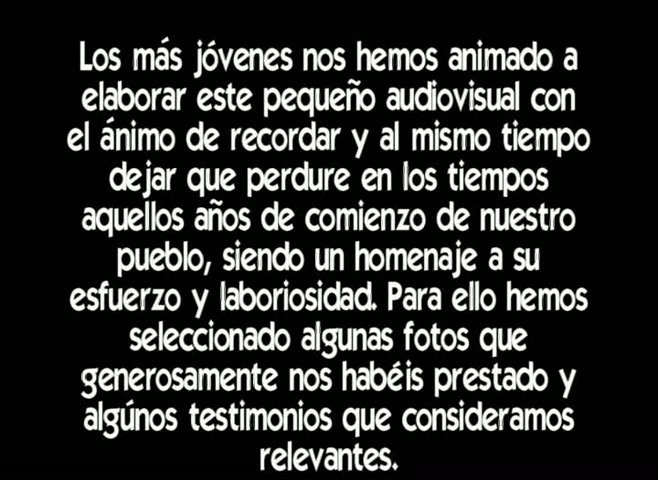 Los más jóvenes nos hemos animado a
elaborar este pequeño audiovisual con
el ánimo de recordar y al mismo tiempo
dejar que perdure en los tiempos
aquellos años de comienzo de nuestro
pueblo, siendo un homenaje a su
esfuerzo y laboriosidad. Para ello hemos
seleccionado algunas fotos que
generosamente nos habéis prestado y
algúnos testimonios que consideramos
relevantes.